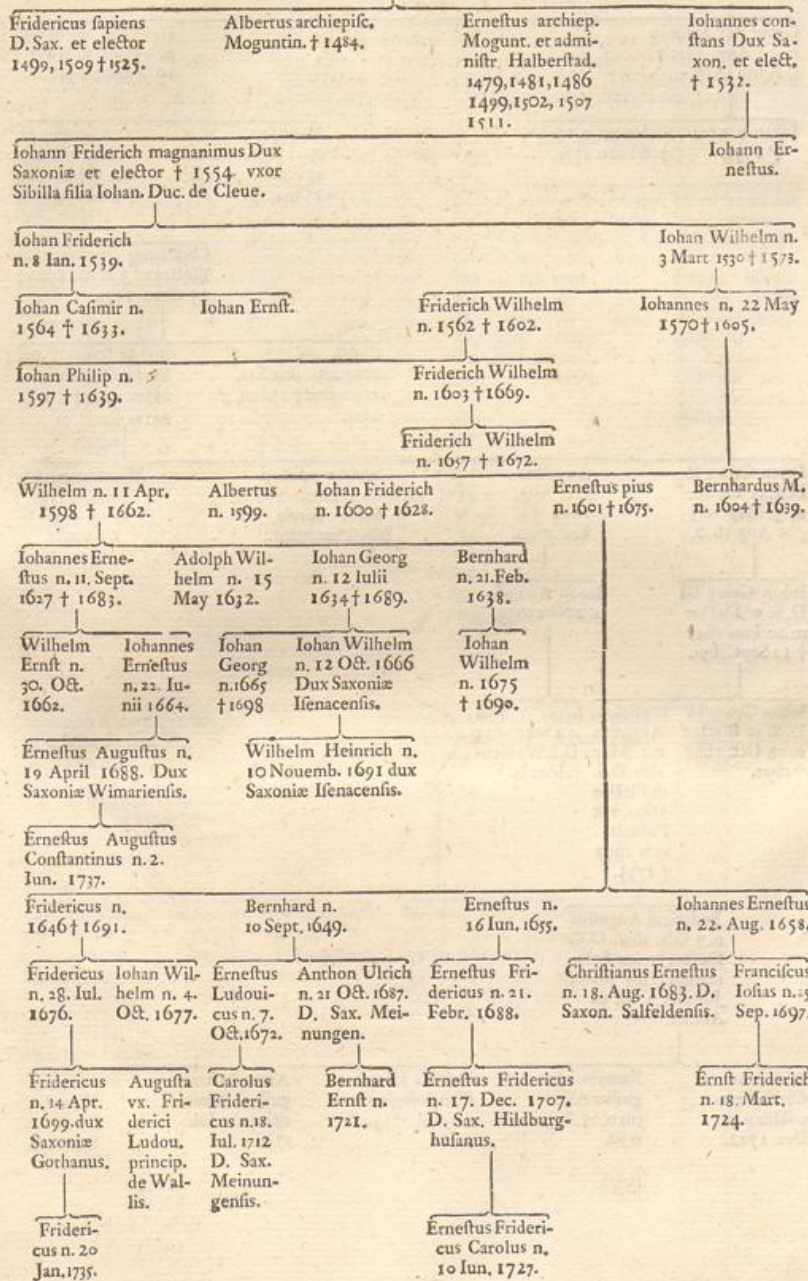 Fridericus ſapiens
D. Sax. et elector
1499, 1509 † 1525.
Albertus archiepiſc.
Moguntin. † 1484.
Erneſtus archiep.
Mogunt. et admi-
niſtr. Halberſtad.
1479, 1481, 1486
1499, 1502, 1507
1511.
Iohannes con-
ſtans Dux Sa-
xon. et elect.
† 1532.
Iohann Friderich magnanimus Dux
Saxoniæ et elector † 1554. vxor
Sibilla filia Iohan. Duc. de Cleue.
Iohann Er-
neſtus.
Iohan Friderich
n. 8 Ian. 1539.
Iohan Wilhelm n.
3 Mart 1530 † 1573.
Iohan Caſimir n.
1564 † 1633.
Iohan Ernſt.
Friderich Wilhelm
n. 1562 † 1602.
Iohannes n. 22 May
1570 † 1605.
Iohan Philip n.
1597 † 1639.
Friderich Wilhelm
n. 1603 † 1669.
Friderich Wilhelm
n. 1657 † 1672.
Wilhelm n. 11 Apr.
1598 † 1662.
Albertus
n. 1599.
Iohan Friderich
n. 1600 † 1628.
Erneſtus pius
n. 1601 † 1675.
Bernhardus M.
n. 1604 † 1639.
Iohannes Erne-
ſtus n. 11. Sept.
1627 † 1683.
Adolph Wil-
helm n. 15
May 1632.
Iohan Georg
n. 12 Iulii
1634 † 1689.
Bernhard
n. 21. Feb.
1638.
Wilhelm
Ernſt n.
30. Oct.
1662.
Iohannes
Erneſtus
n. 22. Iu-
nii 1664.
Iohan
Georg
n. 1665
† 1698
Iohan Wilhelm
n. 12 Oct. 1666
Dux Saxoniæ
Iſenacenſis.
Iohan
Wilhelm
n. 1675
† 1690.
Erneſtus Auguſtus n.
19 April 1688. Dux
Saxoniæ Wimarienſis.
Wilhelm Heinrich n.
10 Nouemb. 1691 dux
Saxoniæ Iſenacenſis.
Erneſtus Auguſtus
Conſtantinus n. 2.
Iun. 1737.
Fridericus n.
1646 † 1691.
Bernhard n.
10 Sept. 1649.
Erneſtus n.
16 Iun. 1655.
Iohannes Erneſtus
n. 22. Aug. 1658.
Fridericus
n. 28. Iul.
1676.
Iohan Wil-
helm n. 4.
Oct. 1677.
Erneſtus
Ludoui-
cus n. 7.
Oct. 1672.
Anthon Ulrich
n. 21 Oct. 1687.
D. Sax. Mei-
nungen.
Erneſtus Fri-
dericus n. 21.
Febr. 1688.
Chriſtianus Erneſtus
n. 18. Aug. 1683. D.
Saxon. Salfeldenſis.
Franciſcus
Ioſias n.
Sep. 1697.
Fridericus
n. 14 Apr.
1699. dux
Saxoniæ
Gothanus.
Auguſta
vx. Fri-
derici
Ludou.
princip.
de Wal-
lis.
Carolus
Frideri-
cus n. 18.
Iul. 1712
D. Sax.
Meinun-
genſis.
Bernhard
Ernſt n.
1721.
Erneſtus Fridericus
n. 17. Dec. 1707.
D. Sax. Hildburg-
huſanus.
Ernſt Friderich
n. 18. Mart.
1724.
Frideri-
cus n. 20
Jan. 1735.
Erneſtus Frideri-
cus Carolus n.
10 Iun. 1727.